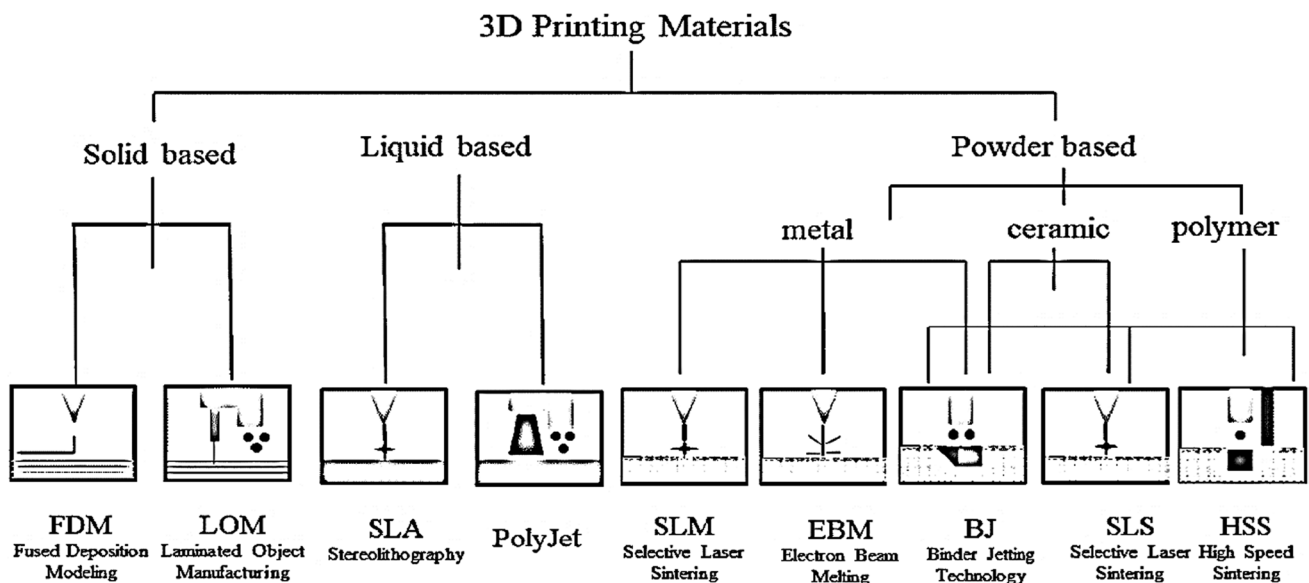 3D Printing Materials
Solid based
Liquid based
Powder based
metal
ceramic
polymer
FDM
Fused Deposition
Modeling
LOM
Laminated Object
Manufacturing
SLA
Stereolithography
PolyJet
SLM
Selective Laser
Sintering
EBM
Electron Beam
Melting
BJ
Binder Jetting
Technology
SLS
Selective Laser
Sintering
HSS
High Speed
Sintering